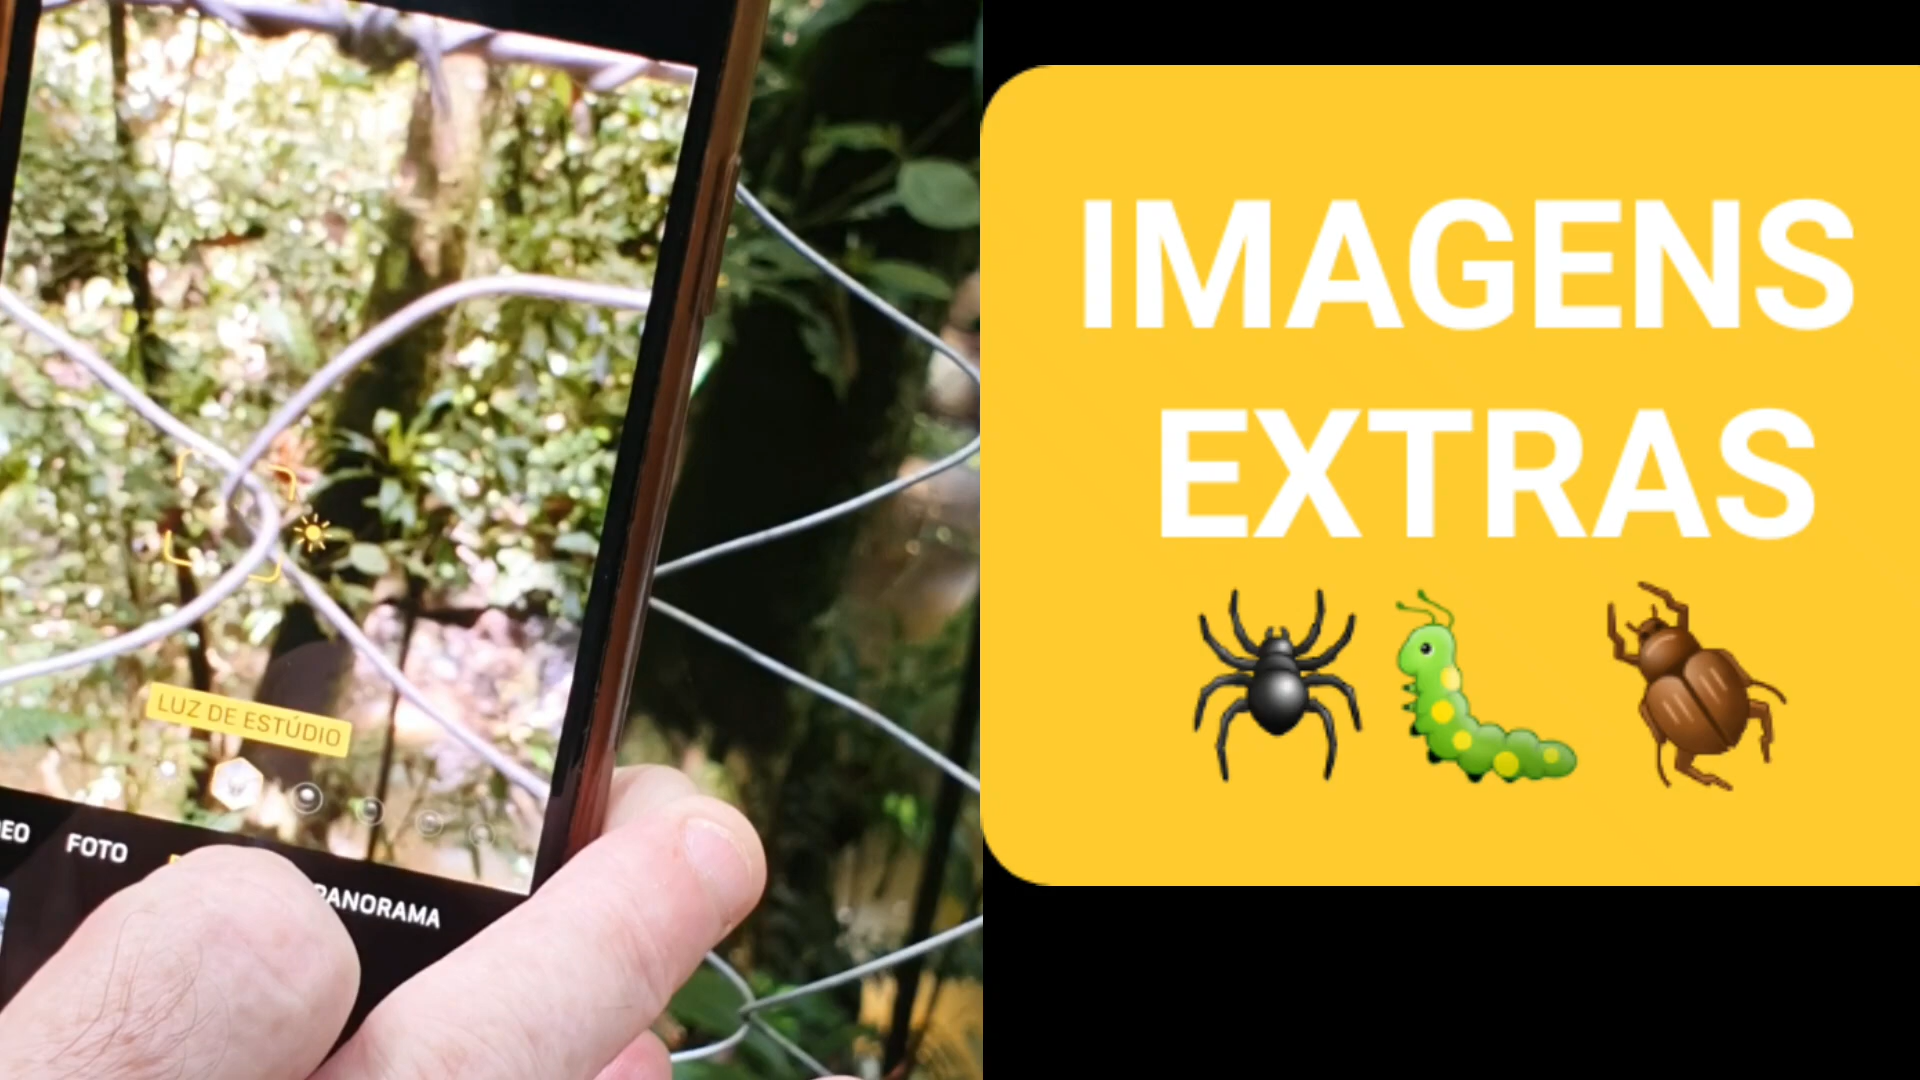 LUZ DE ESTÚDIO
FOTO
PANORAMA
IMAGENS
EXTRAS